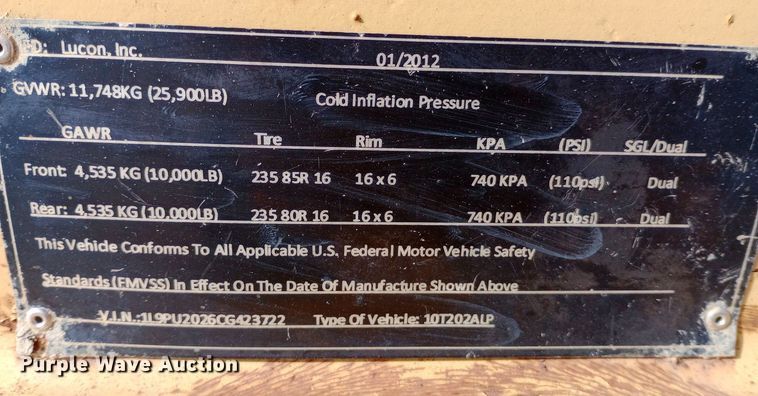 D: Lucon, Inc. 01/2012
GVWR: 11,748KG (25,900LB) Cold Inflation Pressure
GAWR Tire Rim KPA (PSI) SGL/Dual
Front: 4,535 KG (10,000LB) 235 85R 16 16 x 6 740 KPA (110psi) Dual
Rear: 4,535 KG (10,000LB) 235 80R 16 16 x 6 740 KPA (110psi) Dual
This Vehicle Conforms To All Applicable U.S. Federal Motor Vehicle Safety
Standards (FMVSS) In Effect On The Date Of Manufacture Shown Above
V.I.N.:1L9PU2026CG423722 Type Of Vehicle: 10T202ALP
Purple Wave Auction